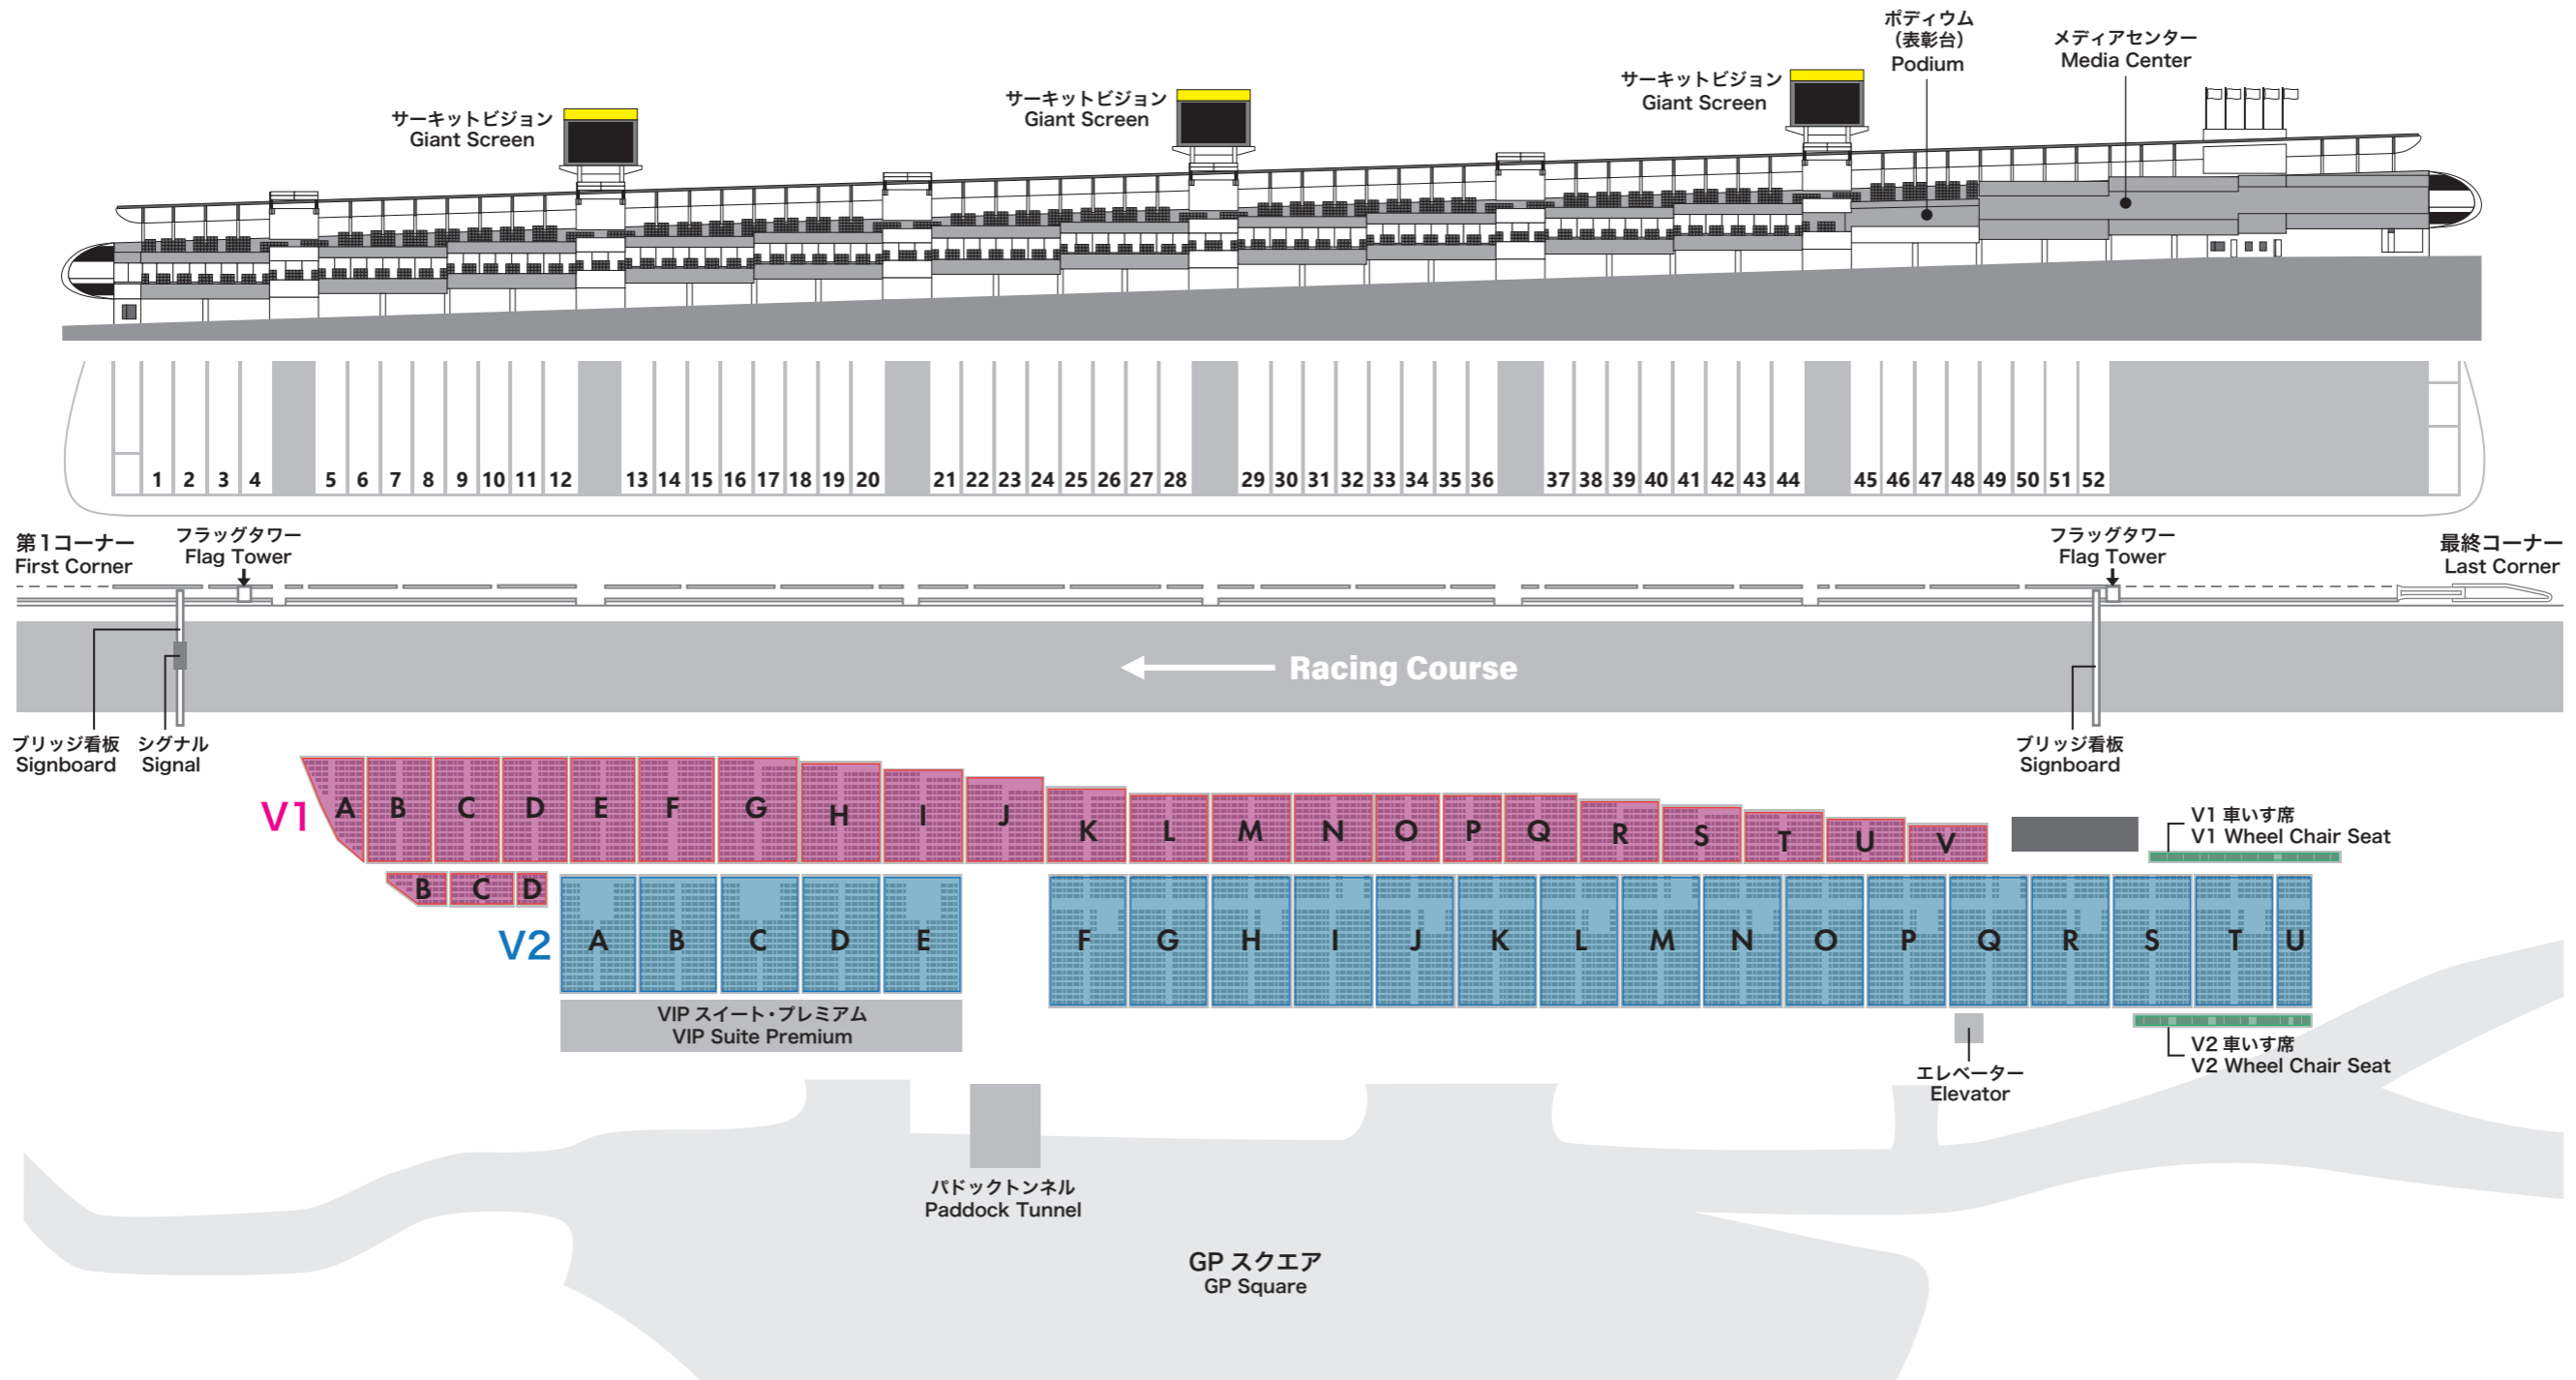 ポディウム
（表彰台）
Podium
メディアセンター
Media Center
サーキットビジョン
Giant Screen
サーキットビジョン
Giant Screen
サーキットビジョン
Giant Screen
1 2 3 4 5 6 7 8 9 10 11 12 13 14 15 16 17 18 19 20 21 22 23 24 25 26 27 28 29 30 31 32 33 34 35 36 37 38 39 40 41 42 43 44 45 46 47 48 49 50 51 52
第1コーナー
First Corner
フラッグタワー
Flag Tower
フラッグタワー
Flag Tower
最終コーナー
Last Corner
Racing Course
ブリッジ看板
Signboard
シグナル
Signal
ブリッジ看板
Signboard
V1
A B C D E F G H I J K L M N O P Q R S T U V
V1 車いす席
V1 Wheel Chair Seat
B C D
V2
A B C D E F G H I J K L M N O P Q R S T U
VIP スイート・プレミアム
VIP Suite Premium
エレベーター
Elevator
V2 車いす席
V2 Wheel Chair Seat
パドックトンネル
Paddock Tunnel
GP スクエア
GP Square